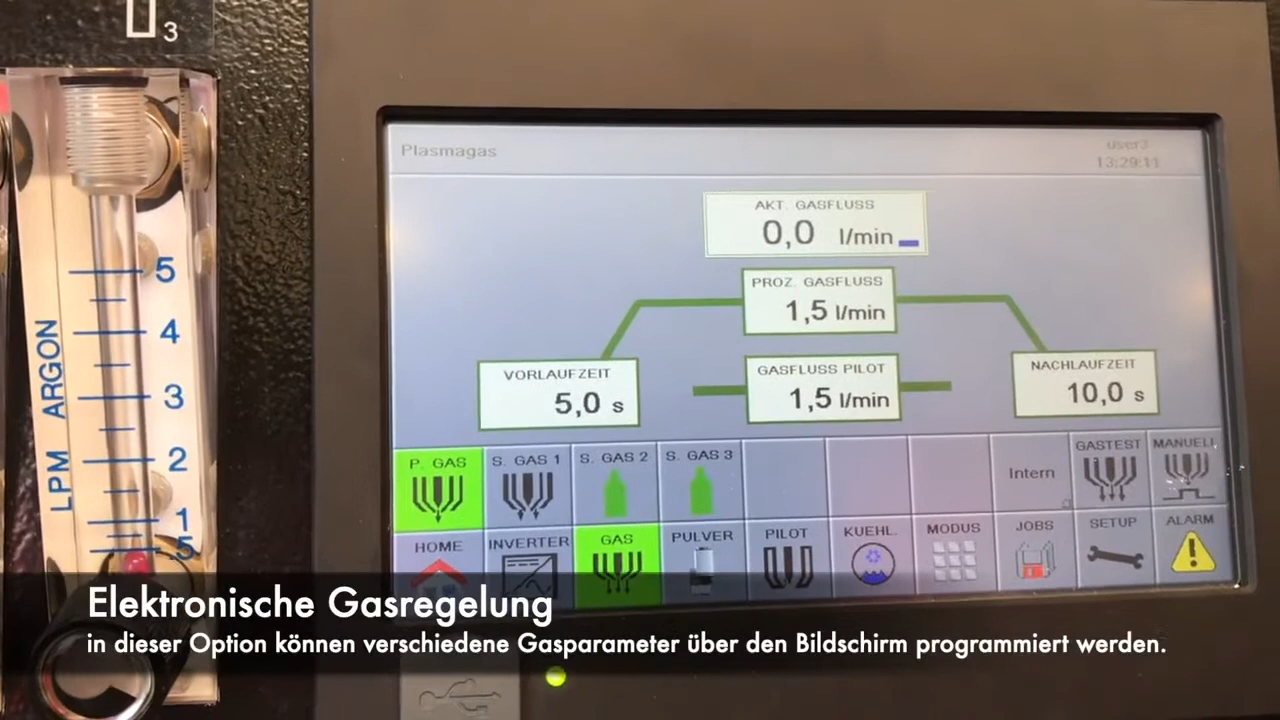 3
5
4
3
2
1
.5
LPM ARGON
Plasmagas
user3
13:29:11
AKT. GASFLUSS
0,0 l/min
PROZ. GASFLUSS
1,5 l/min
VORLAUFZEIT
5,0 s
GASFLUSS PILOT
1,5 l/min
NACHLAUFZEIT
10,0 s
P. GAS S. GAS 1 S. GAS 2 S. GAS 3 Intern GASTEST MANUELL
HOME INVERTER GAS PULVER PILOT KUEHL. MODUS JOBS SETUP ALARM
Elektronische Gasregelung
in dieser Option können verschiedene Gasparameter über den Bildschirm programmiert werden.